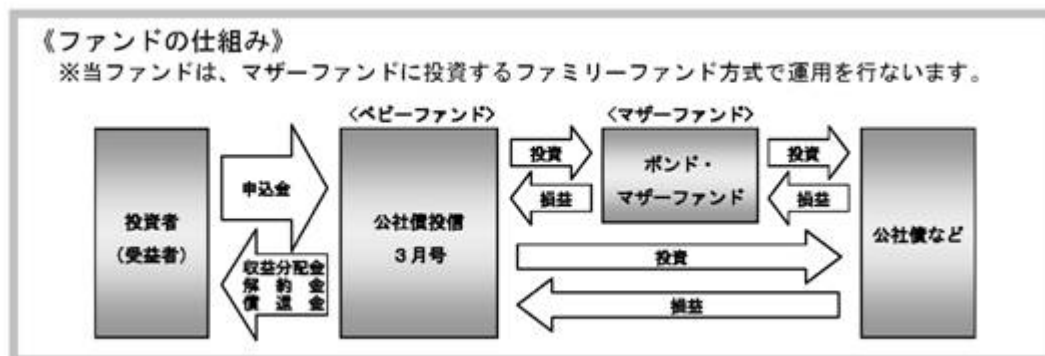 《ファンドの仕組み》
※当ファンドは、マザーファンドに投資するファミリーファンド方式で運用を行ないます。
〈ベビーファンド〉
〈マザーファンド〉
投資者
(受益者)
申込金
収益分配金
解約金
償還金
公社債投信
3月号
投資
損益
ボンド・
マザーファンド
投資
損益
投資
損益
公社債など